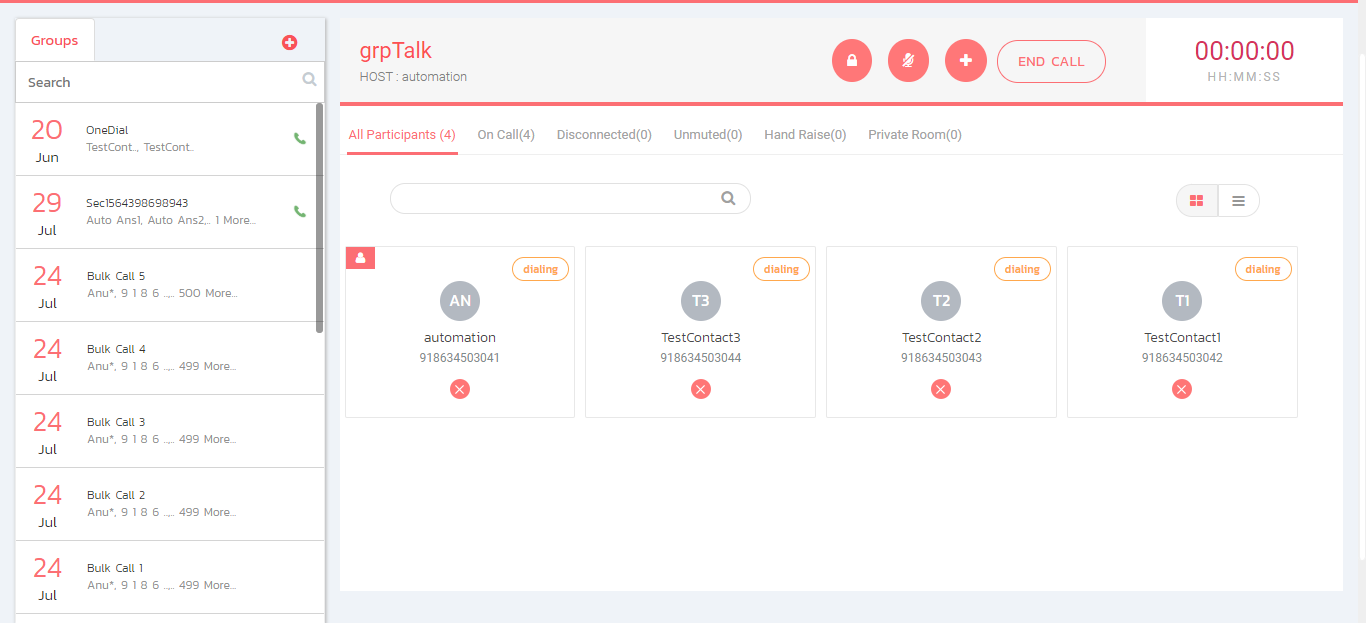 Groups
Search
20
Jun
OneDial
TestCont.., TestCont..
29
Jul
Sec1564398698943
Auto Ans1, Auto Ans2,.. 1 More...
24
Jul
Bulk Call 5
Anu*, 9 1 8 6 ..,.. 500 More...
24
Jul
Bulk Call 4
Anu*, 9 1 8 6 ..,.. 499 More...
24
Jul
Bulk Call 3
Anu*, 9 1 8 6 ..,.. 499 More...
24
Jul
Bulk Call 2
Anu*, 9 1 8 6 ..,.. 499 More...
24
Jul
Bulk Call 1
Anu*, 9 1 8 6 ..,.. 499 More...
grpTalk
HOST : automation
END CALL
00:00:00
HH:MM:SS
All Participants (4) On Call(4) Disconnected(0) Unmuted(0) Hand Raise(0) Private Room(0)
dialing
AN
automation
918634503041
dialing
T3
TestContact3
918634503044
dialing
T2
TestContact2
918634503043
dialing
T1
TestContact1
918634503042